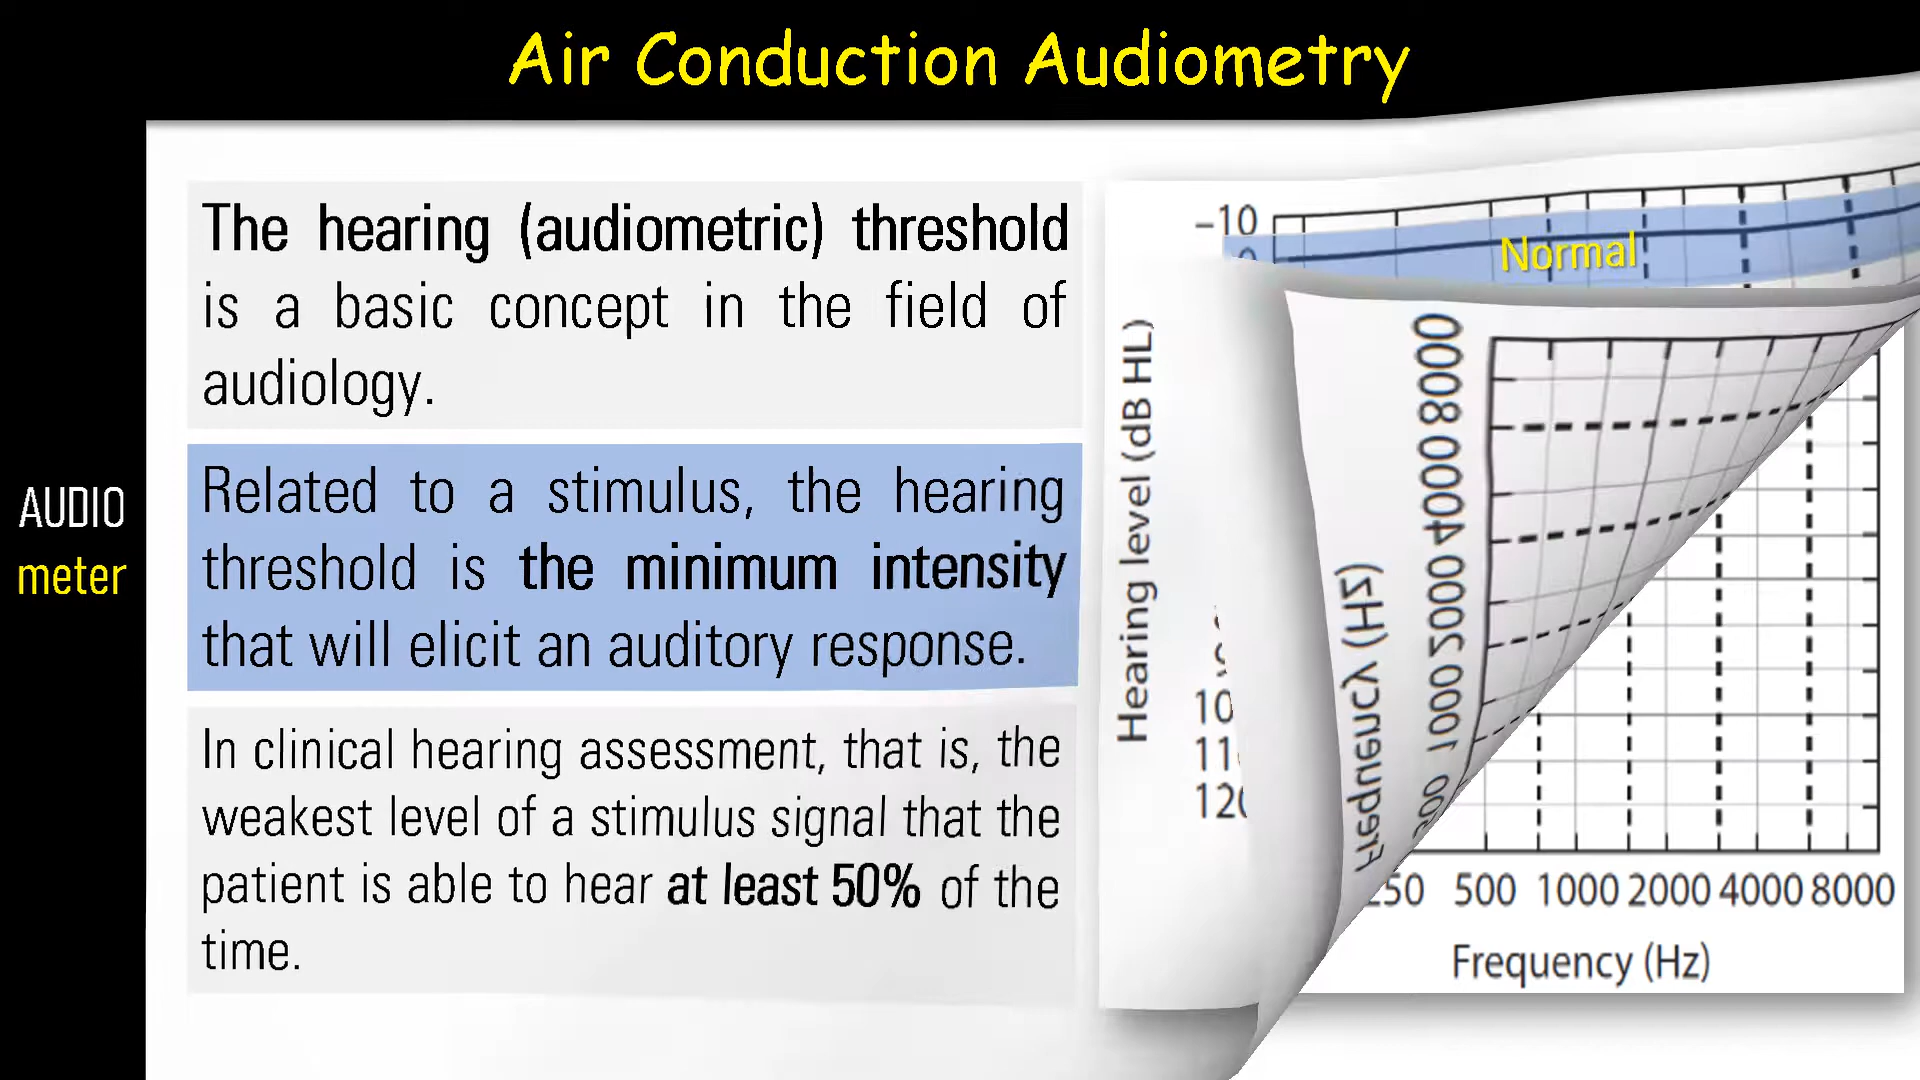 Air Conduction Audiometry
AUDIO
meter
The hearing (audiometric) threshold
is a basic concept in the field of
audiology.
Related to a stimulus, the hearing
threshold is the minimum intensity
that will elicit an auditory response.
In clinical hearing assessment, that is, the
weakest level of a stimulus signal that the
patient is able to hear at least 50% of the
time.
Hearing level (dB HL)
–10
Normal
8000
4000
2000
1000
Frequency (Hz)
500 1000 2000 4000 8000
Frequency (Hz)